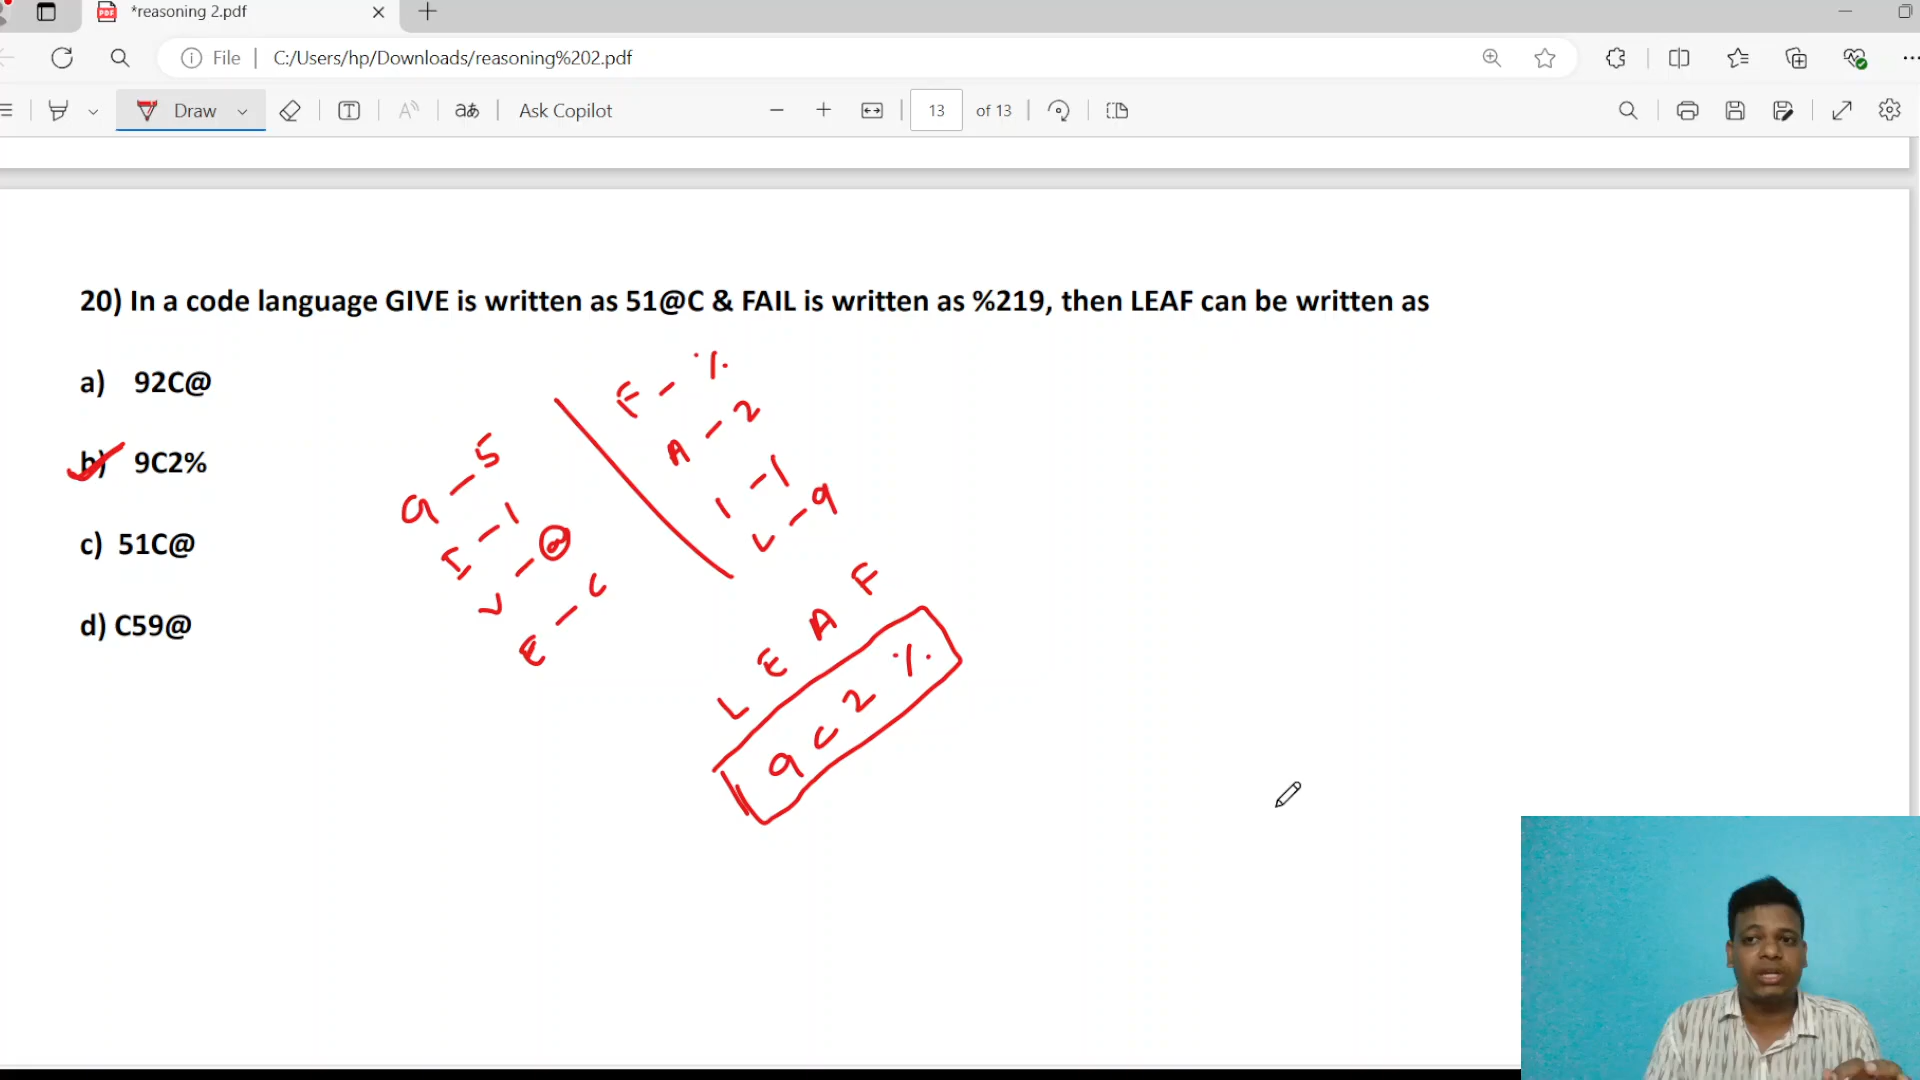 *reasoning 2.pdf
File
C:/Users/hp/Downloads/reasoning%202.pdf
Draw
Ask Copilot
13
of 13
20) In a code language GIVE is written as 51@C & FAIL is written as %219, then LEAF can be written as
a) 92C@
b) 9C2%
c) 51C@
d) C59@
G - 5
I - 1
V - @
E - C
F - %
A - 2
I - 1
L - 9
L E A F
9 C 2 %